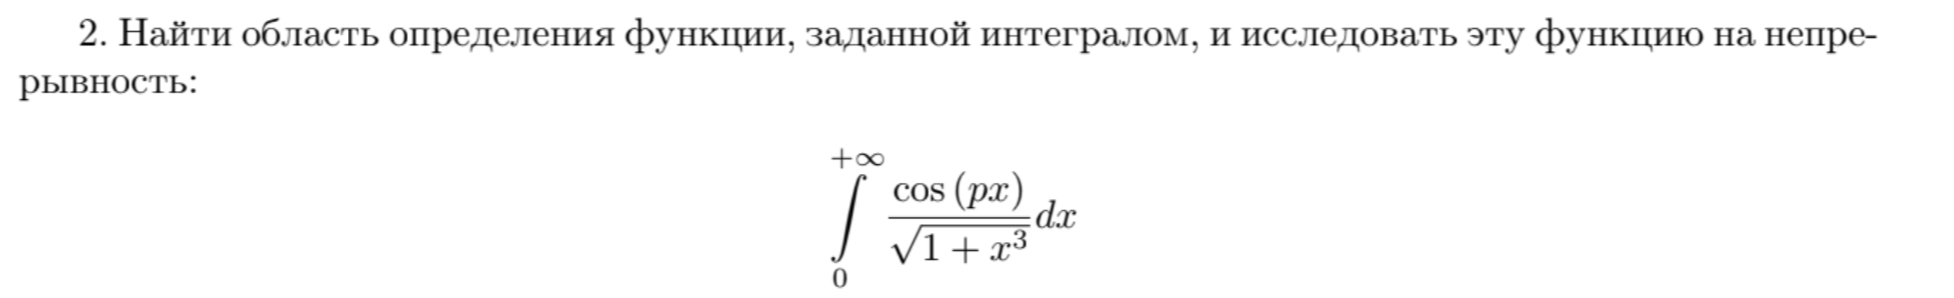 2. Найти область определения функции, заданной интегралом, и исследовать эту функцию на непре-
рывность:
+∞
∫ cos (px) / √1 + x³ dx
0